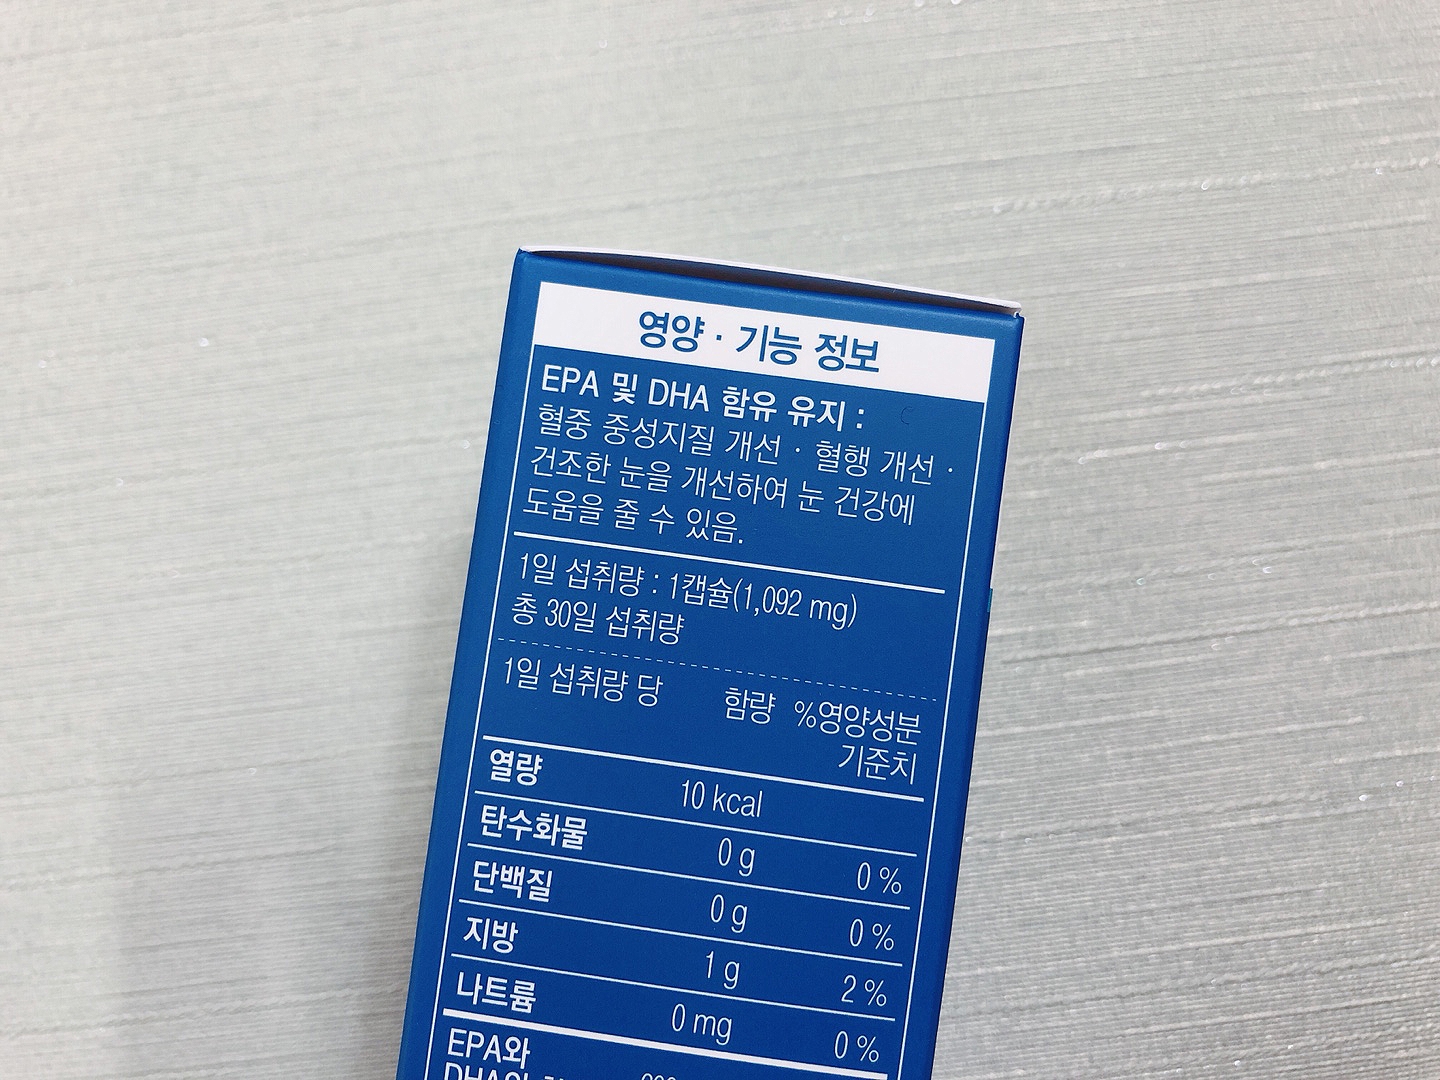 영양 · 기능 정보
EPA 및 DHA 함유 유지 :
혈중 중성지질 개선 · 혈행 개선 ·
건조한 눈을 개선하여 눈 건강에
도움을 줄 수 있음.
1일 섭취량 : 1캡슐(1,092 mg)
총 30일 섭취량
1일 섭취량 당 함량 %영양성분
기준치
열량 10 kcal
탄수화물 0 g 0 %
단백질 0 g 0 %
지방 1 g 2 %
나트륨 0 mg 0 %
EPA와